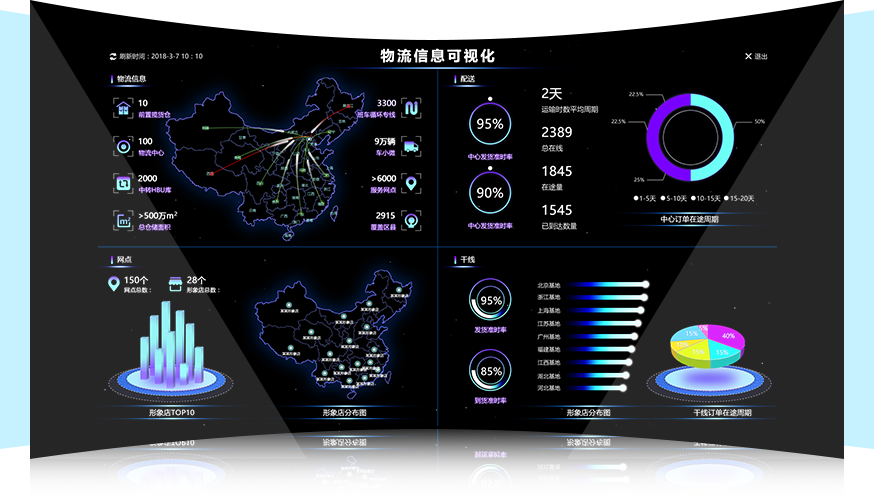 刷新时间：2018-3-7 10：10
物流信息可视化
退出
物流信息
10
前置揽货仓
100
物流中心
2000
中转HBU库
>500万m²
总仓储面积
3300
班车循环专线
9万辆
车小微
>6000
服务网点
2915
覆盖区县
配送
95%
中心发货准时率
90%
中心发货准时率
2天
运输时数平均周期
2389
总在线
1845
在途量
1545
已到达数量
22.5%
22.5%
50%
25%
1-5天 5-10天 10-15天 15-20天
中心订单在途周期
网点
150个
网点总数：
28个
形象店总数：
形象店TOP10
形象店分布图
干线
95%
发货准时率
85%
到货准时率
北京基地
浙江基地
上海基地
江苏基地
广州基地
福建基地
江西基地
湖北基地
河北基地
形象店分布图
40%
15%
15%
干线订单在途周期